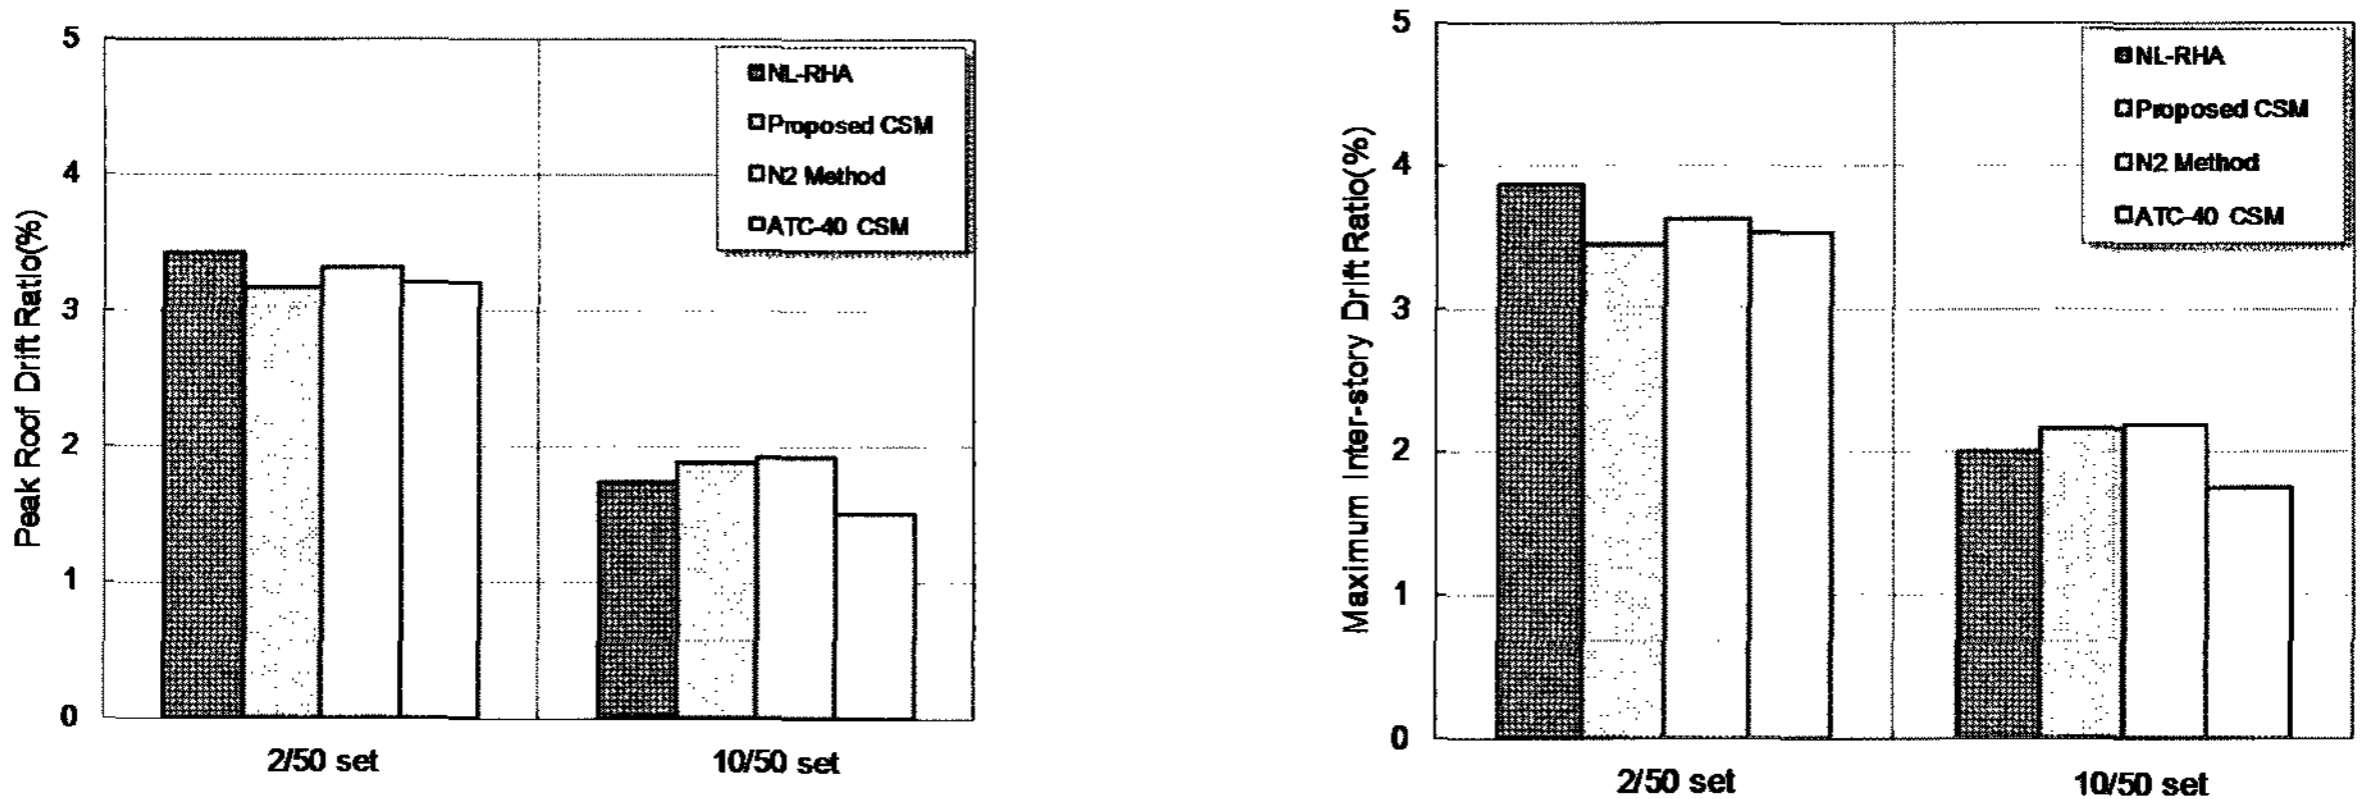 5
4
3
2
1
0
Peak Roof Drift Ratio(%)
NL-RHA
Proposed CSM
N2 Method
ATC-40 CSM
2/50 set
10/50 set
5
4
3
2
1
0
Maximum Inter-story Drift Ratio(%)
NL-RHA
Proposed CSM
N2 Method
ATC-40 CSM
2/50 set
10/50 set